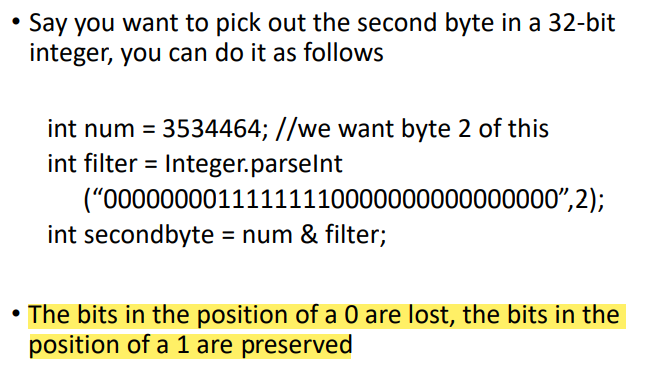 • Say you want to pick out the second byte in a 32-bit
integer, you can do it as follows
int num = 3534464; //we want byte 2 of this
int filter = Integer.parseInt
(“00000000111111110000000000000000”,2);
int secondbyte = num & filter;
• The bits in the position of a 0 are lost, the bits in the
position of a 1 are preserved